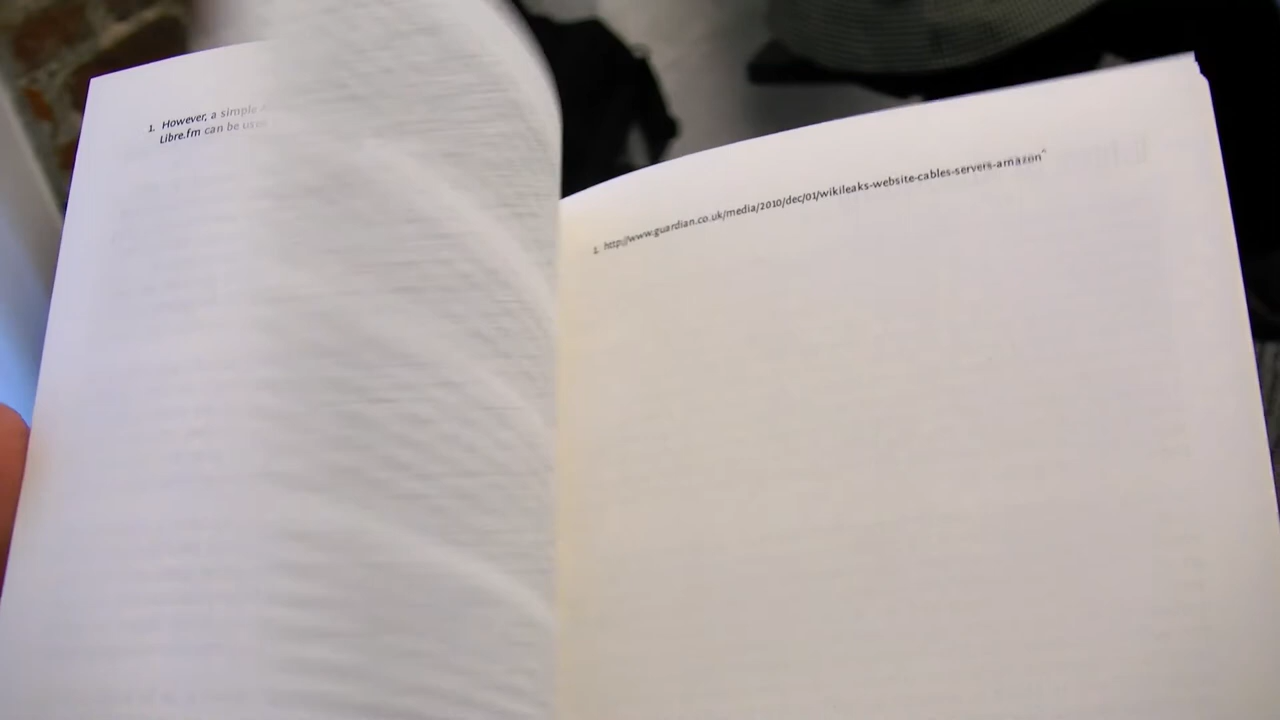 1. However, a simple
Libre.fm can be used
1. http://www.guardian.co.uk/media/2010/dec/01/wikileaks-website-cables-servers-amazon^